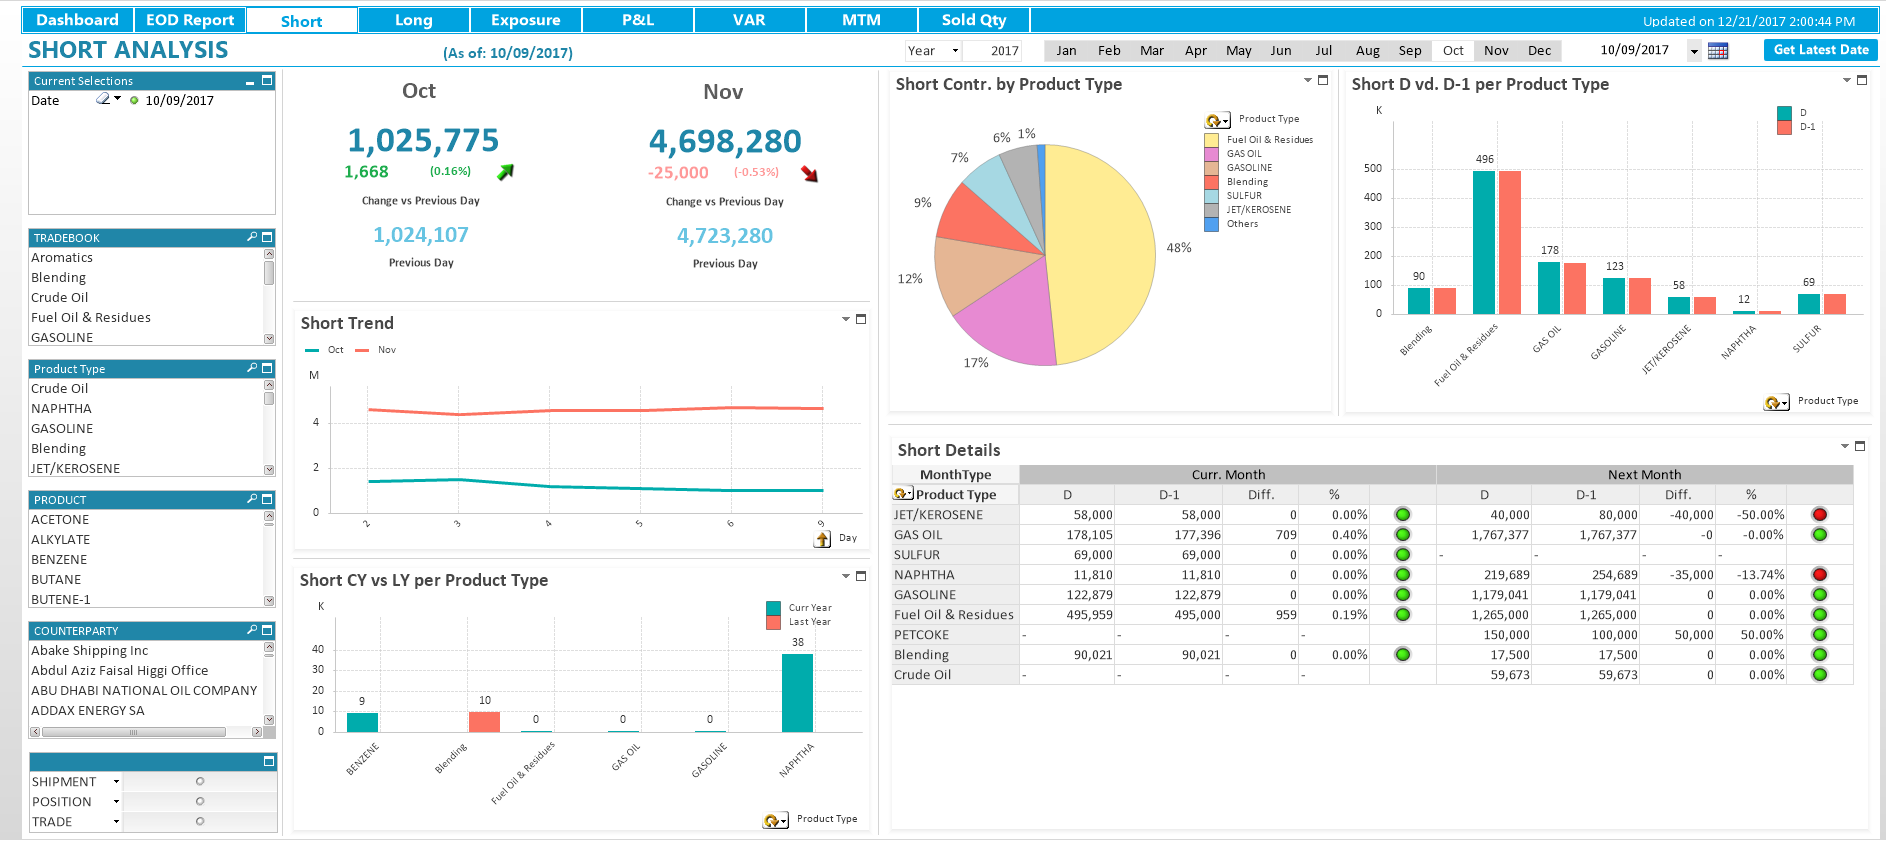 Dashboard EOD Report Short Long Exposure P&L VAR MTM Sold Qty Updated on 12/21/2017 2:00:44 PM
SHORT ANALYSIS (As of: 10/09/2017) Year 2017 Jan Feb Mar Apr May Jun Jul Aug Sep Oct Nov Dec 10/09/2017 Get Latest Date
Current Selections
Date 10/09/2017
TRADEBOOK
Aromatics
Blending
Crude Oil
Fuel Oil & Residues
GASOLINE
Product Type
Crude Oil
NAPHTHA
GASOLINE
Blending
JET/KEROSENE
PRODUCT
ACETONE
ALKYLATE
BENZENE
BUTANE
BUTENE-1
COUNTERPARTY
Abake Shipping Inc
Abdul Aziz Faisal Higgi Office
ABU DHABI NATIONAL OIL COMPANY
ADDAX ENERGY SA
SHIPMENT
POSITION
TRADE
Oct Nov
1,025,775 4,698,280
1,668 (0.16%) -25,000 (-0.53%)
Change vs Previous Day Change vs Previous Day
1,024,107 4,723,280
Previous Day Previous Day
Short Trend
Oct Nov
M
4
2
0
2 3 4 5 6 9
Day
Short CY vs LY per Product Type
K
Curr Year
Last Year
40
30
20
10
0
9 10 0 0 0 38
BENZENE Blending Fuel Oil & Residues GAS OIL GASOLINE NAPHTHA
Product Type
Short Contr. by Product Type
Product Type
Fuel Oil & Residues
GAS OIL
GASOLINE
Blending
SULFUR
JET/KEROSENE
Others
6% 1%
7%
9%
48%
12%
17%
Short D vd. D-1 per Product Type
K
D
D-1
500
400
300
200
100
0
90 496 178 123 58 12 69
Blending Fuel Oil & Residues GAS OIL GASOLINE JET/KEROSENE NAPHTHA SULFUR
Product Type
Short Details
MonthType Curr. Month Next Month
Product Type D D-1 Diff. % D D-1 Diff. %
JET/KEROSENE 58,000 58,000 0 0.00% 40,000 80,000 -40,000 -50.00%
GAS OIL 178,105 177,396 709 0.40% 1,767,377 1,767,377 -0 -0.00%
SULFUR 69,000 69,000 0 0.00% - - - -
NAPHTHA 11,810 11,810 0 0.00% 219,689 254,689 -35,000 -13.74%
GASOLINE 122,879 122,879 0 0.00% 1,179,041 1,179,041 0 0.00%
Fuel Oil & Residues 495,959 495,000 959 0.19% 1,265,000 1,265,000 0 0.00%
PETCOKE - - - - 150,000 100,000 50,000 50.00%
Blending 90,021 90,021 0 0.00% 17,500 17,500 0 0.00%
Crude Oil - - - - 59,673 59,673 0 0.00%